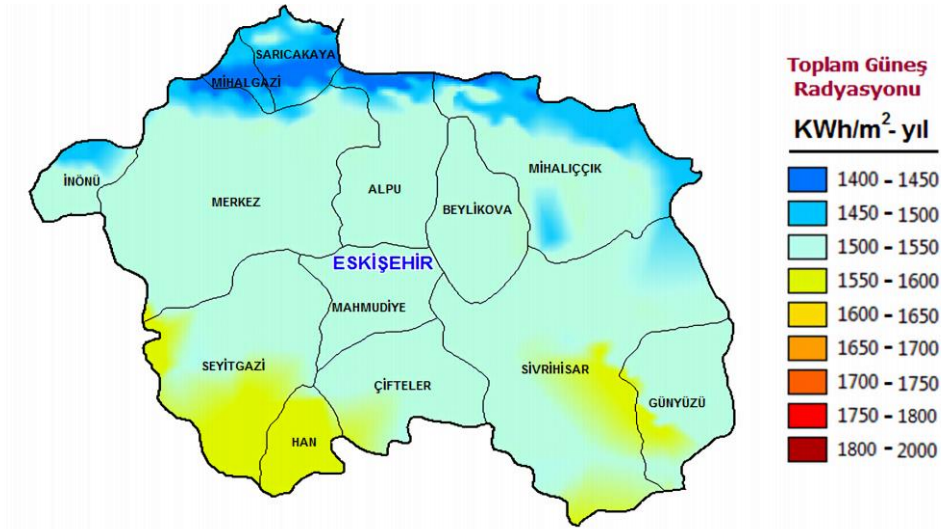 SARICAKAYA
MİHALGAZİ
İNÖNÜ
MERKEZ
ALPU
BEYLİKOVA
MİHALIÇÇIK
ESKİŞEHİR
MAHMUDİYE
SEYİTGAZİ
ÇİFTELER
SİVRİHİSAR
GÜNYÜZÜ
HAN
Toplam Güneş
Radyasyonu
KWh/m²- yıl
1400 - 1450
1450 - 1500
1500 - 1550
1550 - 1600
1600 - 1650
1650 - 1700
1700 - 1750
1750 - 1800
1800 - 2000